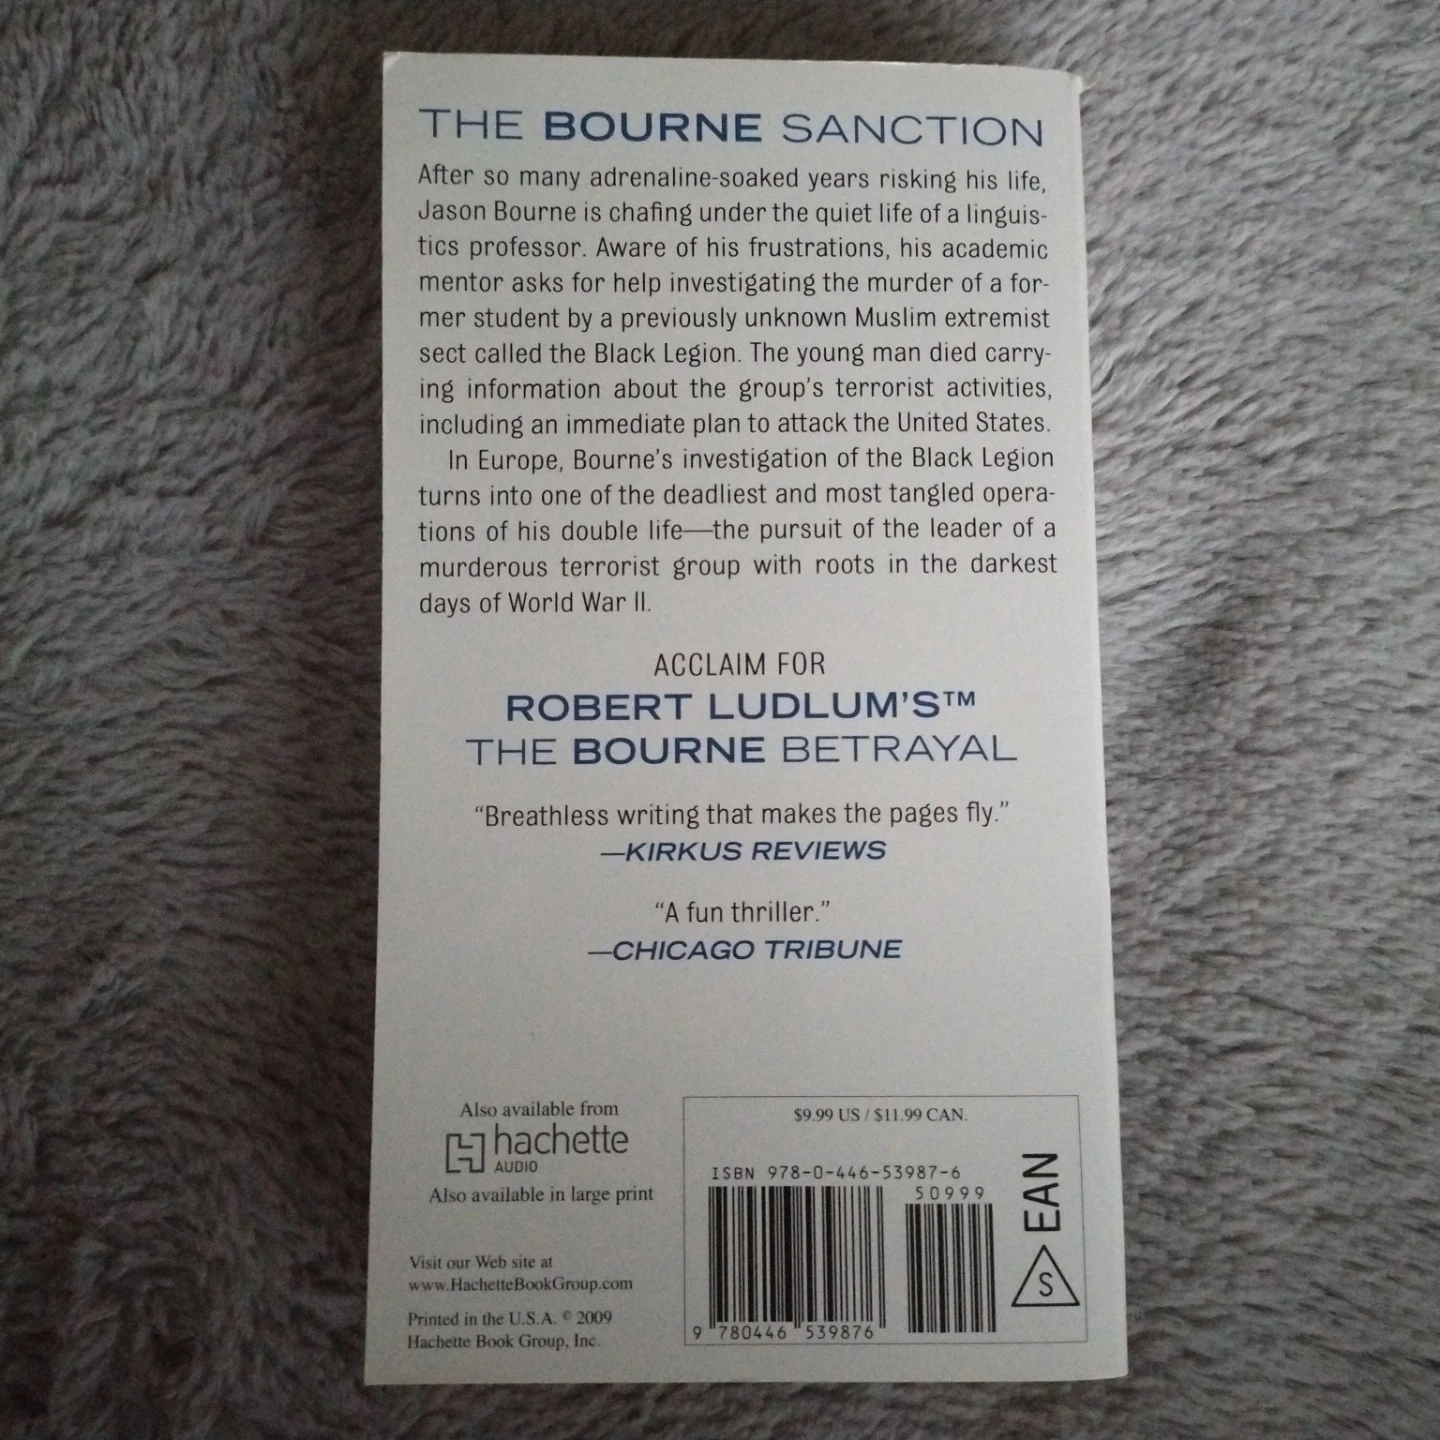 THE BOURNE SANCTION
After so many adrenaline-soaked years risking his life,
Jason Bourne is chafing under the quiet life of a linguis-
tics professor. Aware of his frustrations, his academic
mentor asks for help investigating the murder of a for-
mer student by a previously unknown Muslim extremist
sect called the Black Legion. The young man died carry-
ing information about the group's terrorist activities,
including an immediate plan to attack the United States.
In Europe, Bourne's investigation of the Black Legion
turns into one of the deadliest and most tangled opera-
tions of his double life—the pursuit of the leader of a
murderous terrorist group with roots in the darkest
days of World War II.
ACCLAIM FOR
ROBERT LUDLUM'S™
THE BOURNE BETRAYAL
“Breathless writing that makes the pages fly.”
—KIRKUS REVIEWS
“A fun thriller.”
—CHICAGO TRIBUNE
Also available from
hachette
AUDIO
Also available in large print
Visit our Web site at
www.HachetteBookGroup.com
Printed in the U.S.A. © 2009
Hachette Book Group, Inc.
$9.99 US / $11.99 CAN.
ISBN 978-0-446-53987-6
50999
9 780446 539876
EAN
S